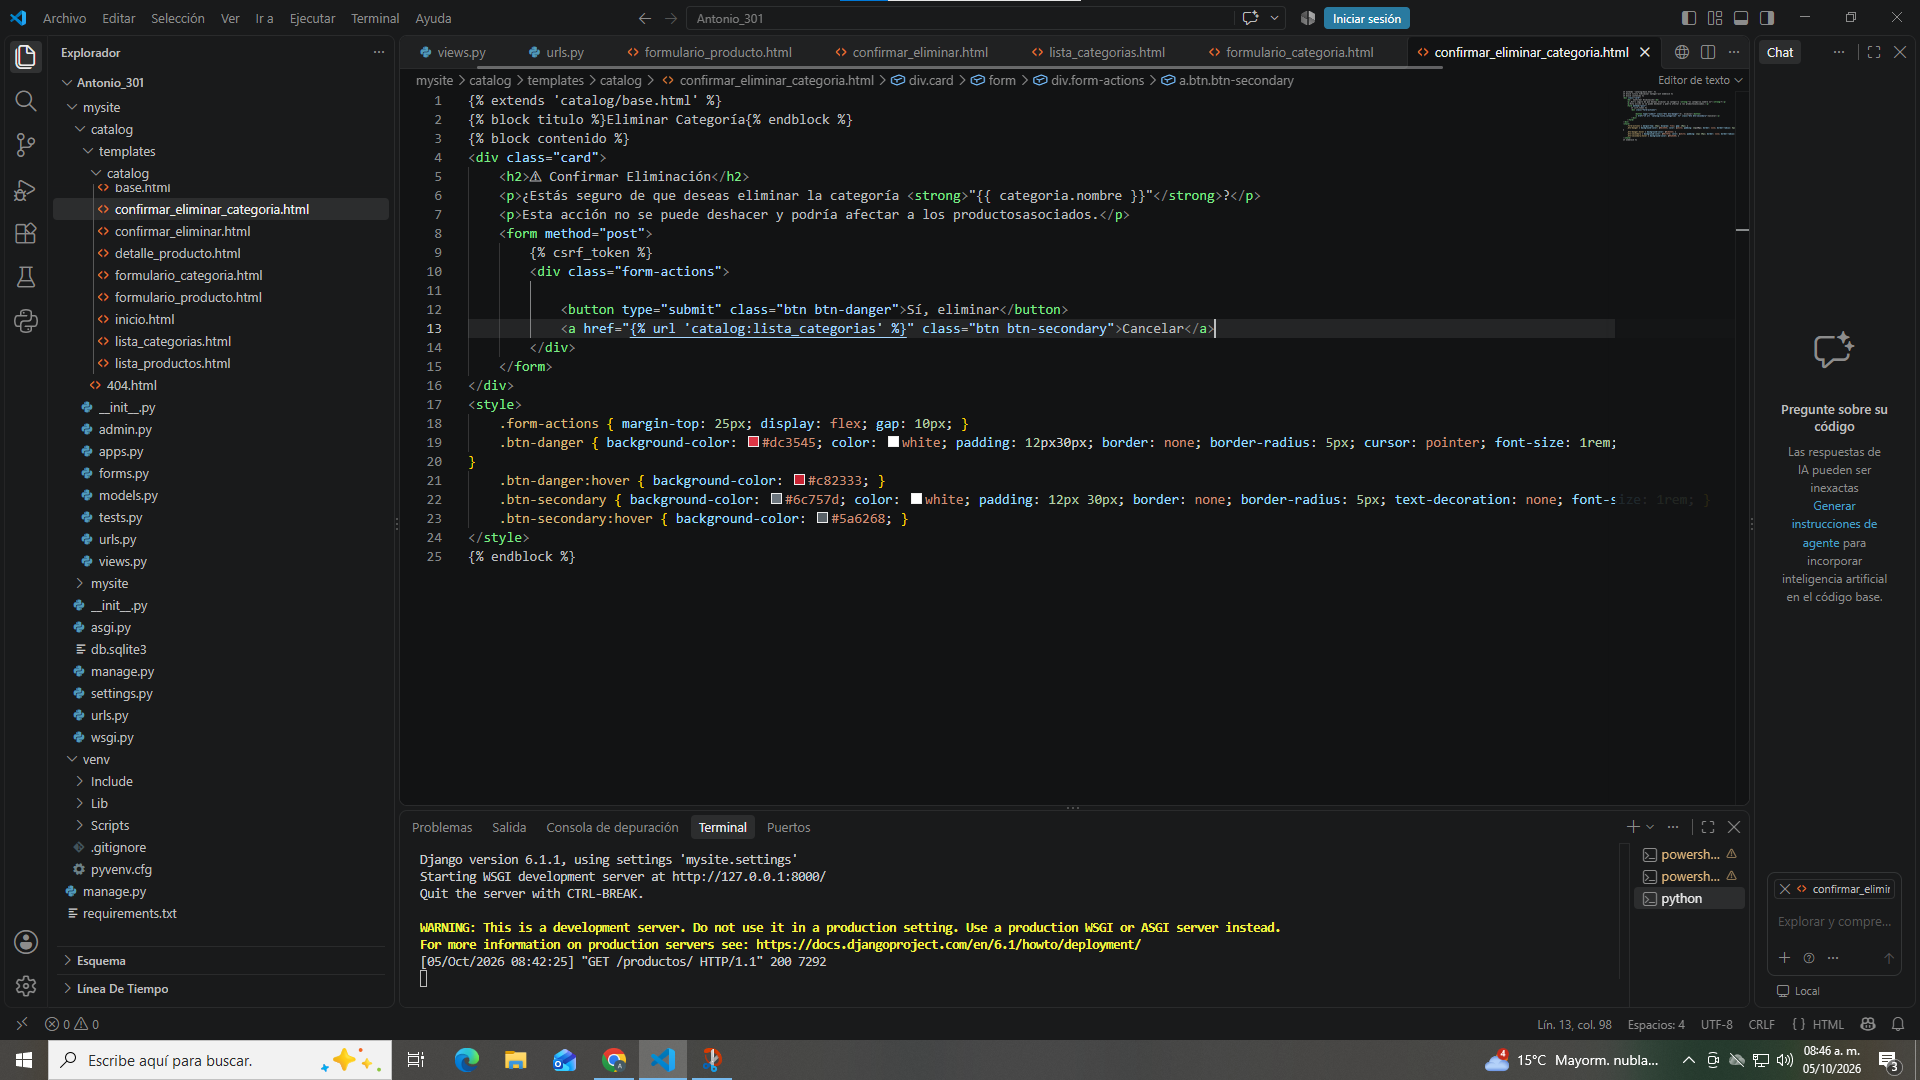 Archivo Editar Selección Ver Ir a Ejecutar Terminal Ayuda
Antonio_301
Iniciar sesión
Explorador
Antonio_301
mysite
catalog
templates
catalog
base.html
confirmar_eliminar_categoria.html
confirmar_eliminar.html
detalle_producto.html
formulario_categoria.html
formulario_producto.html
inicio.html
lista_categorias.html
lista_productos.html
404.html
__init__.py
admin.py
apps.py
forms.py
models.py
tests.py
urls.py
views.py
mysite
__init__.py
asgi.py
db.sqlite3
manage.py
settings.py
urls.py
wsgi.py
venv
Include
Lib
Scripts
.gitignore
pyvenv.cfg
manage.py
requirements.txt
Esquema
Línea De Tiempo
views.py urls.py formulario_producto.html confirmar_eliminar.html lista_categorias.html formulario_categoria.html confirmar_eliminar_categoria.html
mysite > catalog > templates > catalog > confirmar_eliminar_categoria.html > div.card > form > div.form-actions > a.btn.btn-secondary
Editor de texto
1 {% extends 'catalog/base.html' %}
2 {% block titulo %}Eliminar Categoría{% endblock %}
3 {% block contenido %}
4 <div class="card">
5 <h2>⚠ Confirmar Eliminación</h2>
6 <p>¿Estás seguro de que deseas eliminar la categoría <strong>"{{ categoria.nombre }}"</strong>?</p>
7 <p>Esta acción no se puede deshacer y podría afectar a los productosasociados.</p>
8 <form method="post">
9 {% csrf_token %}
10 <div class="form-actions">
11
12 <button type="submit" class="btn btn-danger">Sí, eliminar</button>
13 <a href="{% url 'catalog:lista_categorias' %}" class="btn btn-secondary">Cancelar</a>
14 </div>
15 </form>
16 </div>
17 <style>
18 .form-actions { margin-top: 25px; display: flex; gap: 10px; }
19 .btn-danger { background-color: #dc3545; color: white; padding: 12px30px; border: none; border-radius: 5px; cursor: pointer; font-size: 1rem;
20 }
21 .btn-danger:hover { background-color: #c82333; }
22 .btn-secondary { background-color: #6c757d; color: white; padding: 12px 30px; border: none; border-radius: 5px; text-decoration: none; font-size: 1rem; }
23 .btn-secondary:hover { background-color: #5a6268; }
24 </style>
25 {% endblock %}
Problemas Salida Consola de depuración Terminal Puertos
Django version 6.1.1, using settings 'mysite.settings'
Starting WSGI development server at http://127.0.0.1:8000/
Quit the server with CTRL-BREAK.
WARNING: This is a development server. Do not use it in a production setting. Use a production WSGI or ASGI server instead.
For more information on production servers see: https://docs.djangoproject.com/en/6.1/howto/deployment/
[05/Oct/2026 08:42:25] "GET /productos/ HTTP/1.1" 200 7292
powersh...
powersh...
python
Chat
Pregunte sobre su
código
Las respuestas de
IA pueden ser
inexactas
Generar
instrucciones de
agente para
incorporar
inteligencia artificial
en el código base.
confirmar_elimin
Explorar y compre...
Local
0 0
Lín. 13, col. 98 Espacios: 4 UTF-8 CRLF { } HTML
Escribe aquí para buscar.
4
15°C Mayorm. nubla...
08:46 a. m.
05/10/2026
3